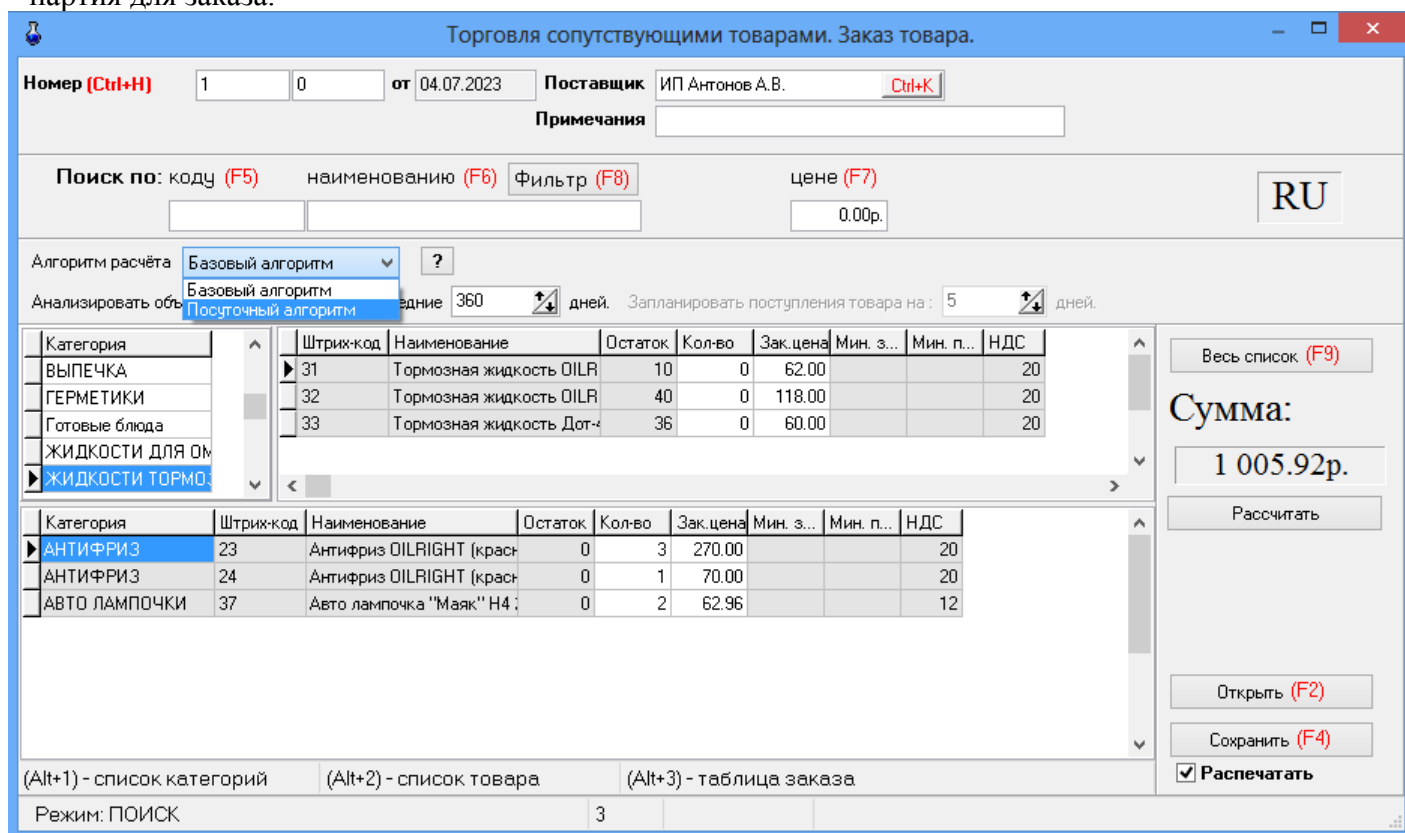 партия для заказа.
Торговля сопутствующими товарами. Заказ товара.
Номер (Ctrl+H) 1 0 от 04.07.2023 Поставщик ИП Антонов А.В. Ctrl+K
Примечания
Поиск по: коду (F5) наименованию (F6) Фильтр (F8) цене (F7)
0.00р. RU
Алгоритм расчёта Базовый алгоритм ?
Базовый алгоритм
Посуточный алгоритм
Анализировать объ едние 360 дней. Запланировать поступления товара на : 5 дней.
Категория
ВЫПЕЧКА
ГЕРМЕТИКИ
Готовые блюда
ЖИДКОСТИ ДЛЯ ОМ
ЖИДКОСТИ ТОРМОЗ
Штрих-код Наименование Остаток Кол-во Зак.цена Мин. з... Мин. п... НДС
31 Тормозная жидкость OILR 10 0 62.00 20
32 Тормозная жидкость OILR 40 0 118.00 20
33 Тормозная жидкость Дот-4 36 0 60.00 20
Весь список (F9)
Сумма:
1 005.92р.
Рассчитать
Категория Штрих-код Наименование Остаток Кол-во Зак.цена Мин. з... Мин. п... НДС
АНТИФРИЗ 23 Антифриз OILRIGHT (красн 0 3 270.00 20
АНТИФРИЗ 24 Антифриз OILRIGHT (красн 0 1 70.00 20
АВТО ЛАМПОЧКИ 37 Авто лампочка "Маяк" H4 0 2 62.96 12
Открыть (F2)
Сохранить (F4)
Распечатать
(Alt+1) - список категорий (Alt+2) - список товара (Alt+3) - таблица заказа
Режим: ПОИСК 3